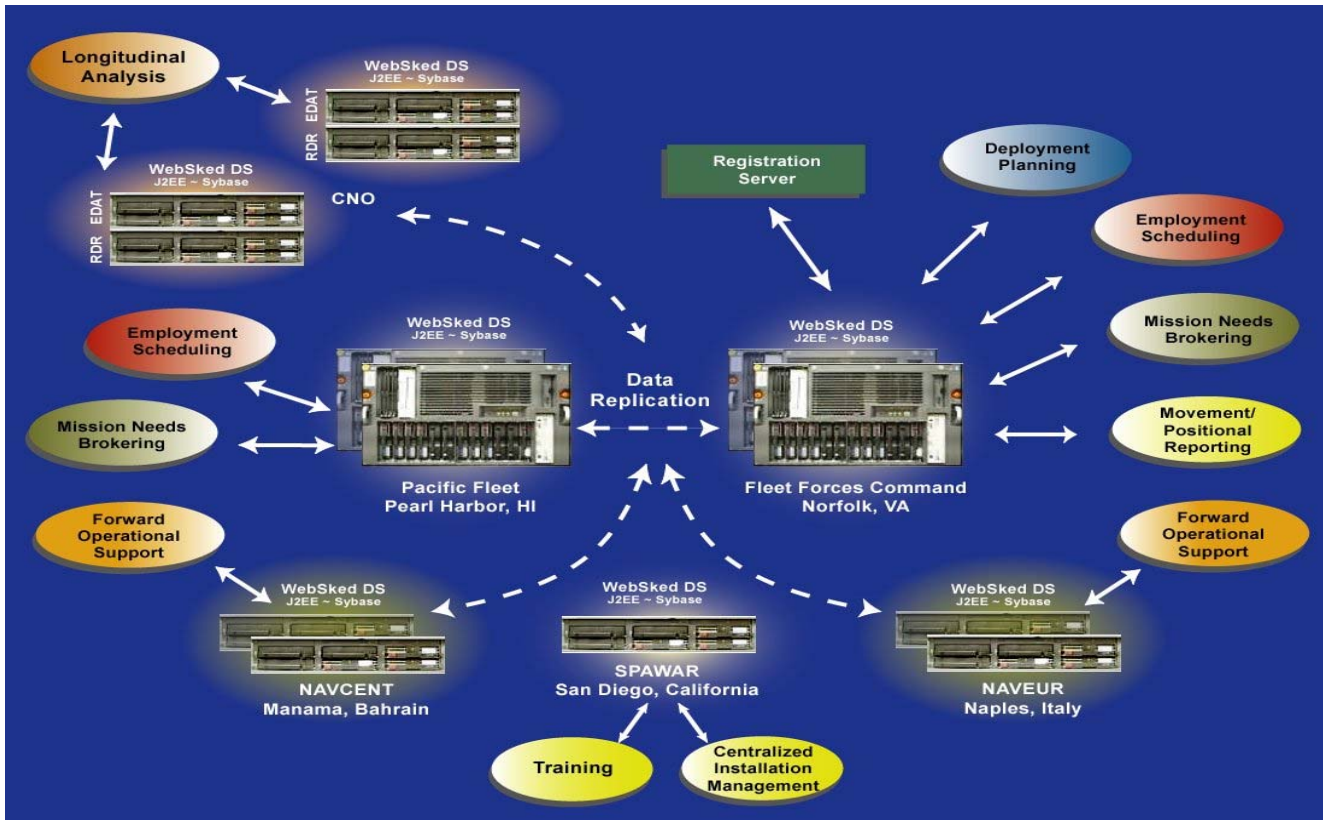 Longitudinal
Analysis
WebSked DS
J2EE ~ Sybase
EDAT
RDR
WebSked DS
J2EE ~ Sybase
EDAT
RDR
CNO
Registration
Server
Deployment
Planning
Employment
Scheduling
Mission Needs
Brokering
Movement/
Positional
Reporting
Employment
Scheduling
Mission Needs
Brokering
WebSked DS
J2EE ~ Sybase
Pacific Fleet
Pearl Harbor, HI
Data
Replication
WebSked DS
J2EE ~ Sybase
Fleet Forces Command
Norfolk, VA
Forward
Operational
Support
WebSked DS
J2EE ~ Sybase
NAVCENT
Manama, Bahrain
WebSked DS
J2EE ~ Sybase
SPAWAR
San Diego, California
Training
Centralized
Installation
Management
Forward
Operational
Support
WebSked DS
J2EE ~ Sybase
NAVEUR
Naples, Italy